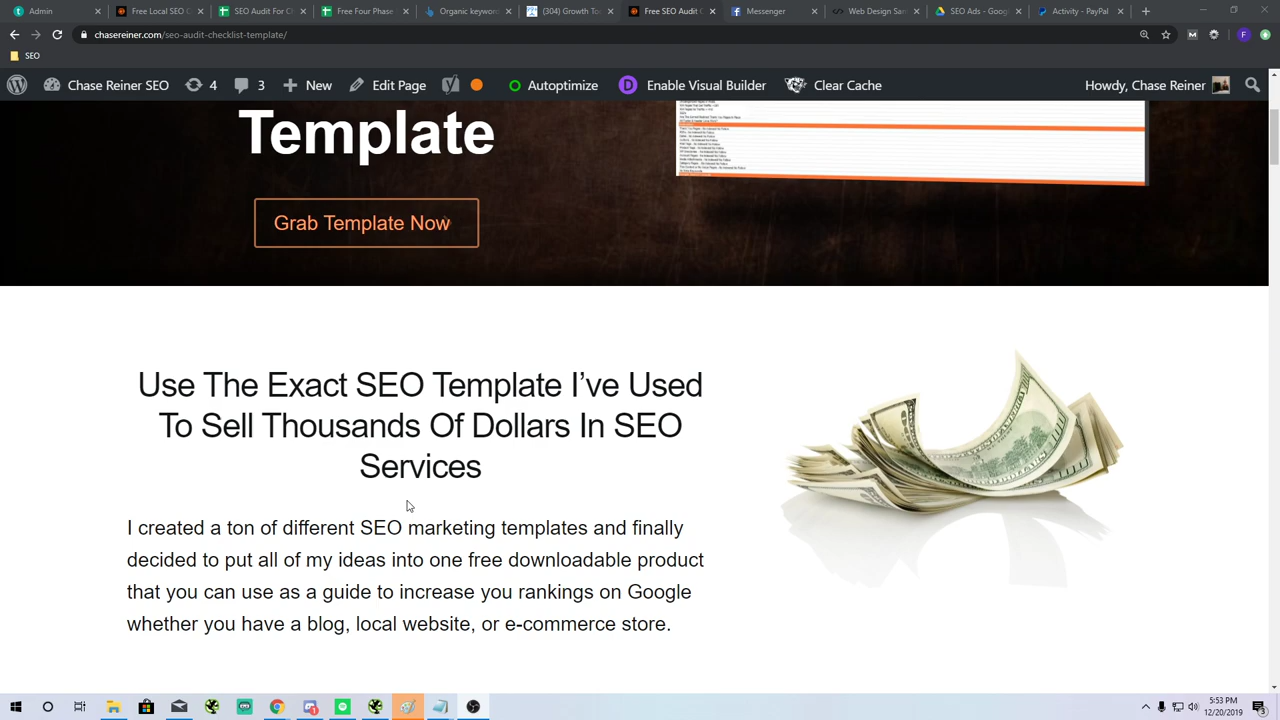 Admin
Free Local SEO C
SEO Audit For C
Free Four Phase
Organic keywor
(304) Growth To
Free SEO Audit C
Messenger
Web Design Sa
SEO Ads - Goog
Activity - PayPal
chasereiner.com/seo-audit-checklist-template/
SEO
Chase Reiner SEO 4 3 New Edit Page Autoptimize D Enable Visual Builder Clear Cache Howdy, Chase Reiner
Template
Grab Template Now
Use The Exact SEO Template I’ve Used
To Sell Thousands Of Dollars In SEO
Services
I created a ton of different SEO marketing templates and finally
decided to put all of my ideas into one free downloadable product
that you can use as a guide to increase you rankings on Google
whether you have a blog, local website, or e-commerce store.
5:53 PM
12/20/2019